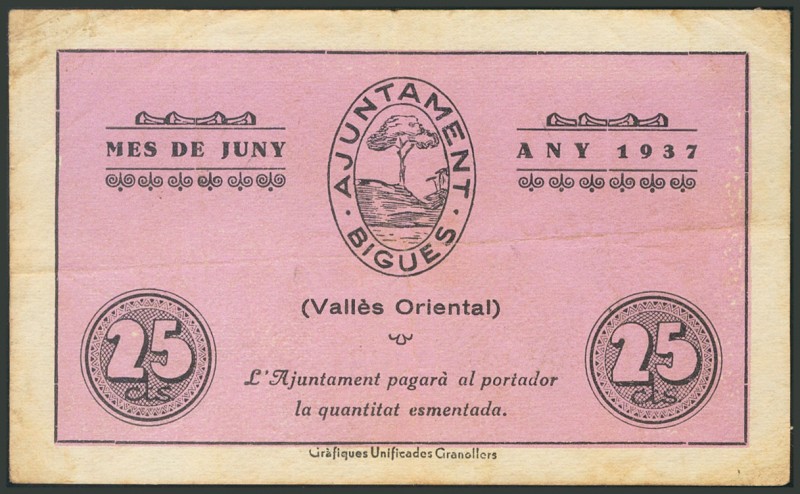 MES DE JUNY
AJUNTAMENT
BIGUES
ANY 1937
(Vallès Oriental)
25
cts
25
cts
L'Ajuntament pagarà al portador
la quantitat esmentada.
Gràfiques Unificades Granollers